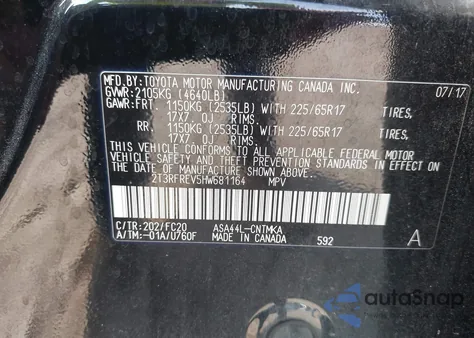 MFD.BY: TOYOTA MOTOR MANUFACTURING CANADA INC. 07/17
GVWR: 2105KG (4640LB)
GAWR: FRT. 1150KG (2535LB) WITH 225/65R17 TIRES,
17X7.0J RIMS.
RR. 1150KG (2535LB) WITH 225/65R17 TIRES,
17X7.0J RIMS.
THIS VEHICLE CONFORMS TO ALL APPLICABLE FEDERAL MOTOR
VEHICLE SAFETY AND THEFT PREVENTION STANDARDS IN EFFECT ON
THE DATE OF MANUFACTURE SHOWN ABOVE.
2T3RFREV5HW681164 MPV
C/TR: 202/FC20 ASA44L-CNTMKA
A/TM: -01A/U760F MADE IN CANADA 592 A
autoSnap